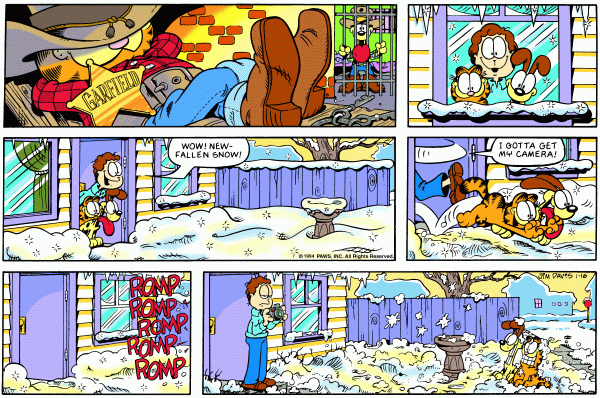 GARFIELD
WOW! NEW-
FALLEN SNOW!
© 1994 PAWS, INC. All Rights Reserved.
I GOTTA GET
MY CAMERA!
ROMP
ROMP
ROMP
ROMP
ROMP
JIM DAVIS 1-16